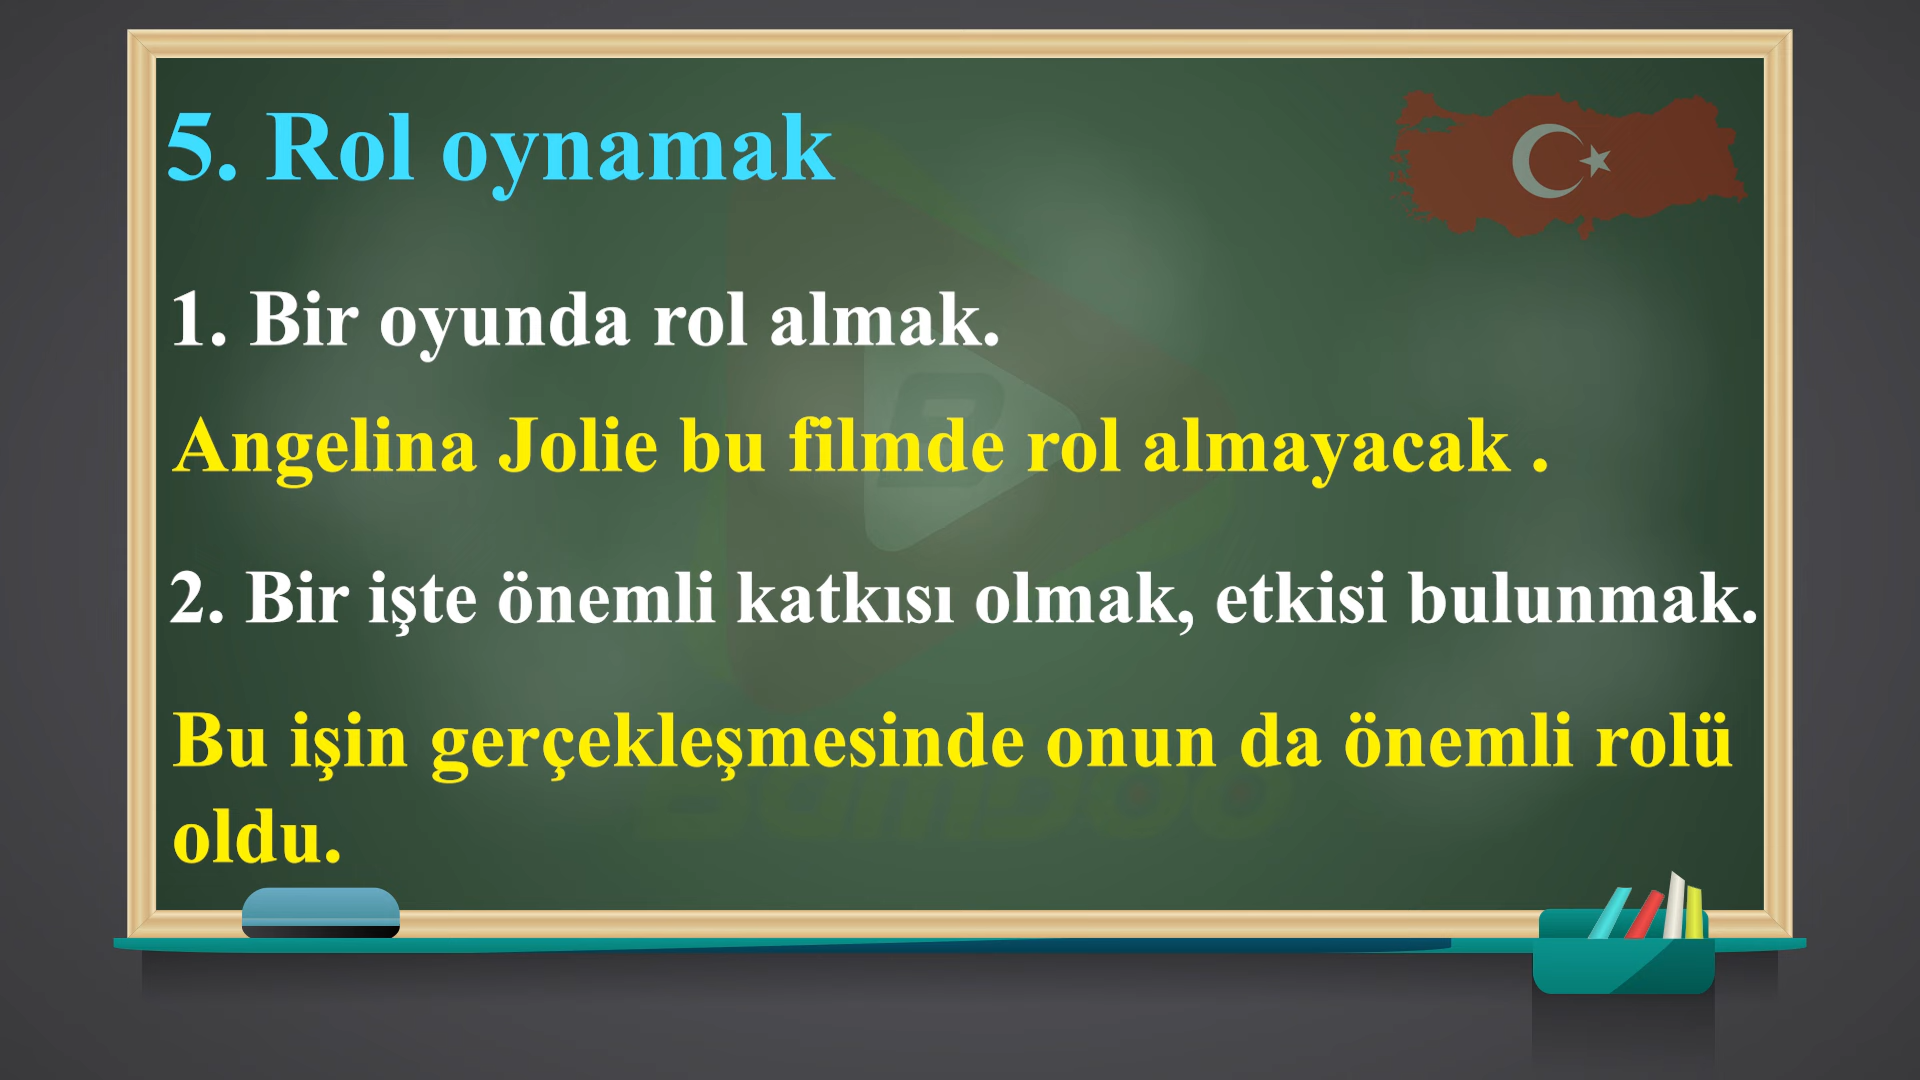 5. Rol oynamak
1. Bir oyunda rol almak.
Angelina Jolie bu filmde rol almayacak .
2. Bir işte önemli katkısı olmak, etkisi bulunmak.
Bu işin gerçekleşmesinde onun da önemli rolü
oldu.